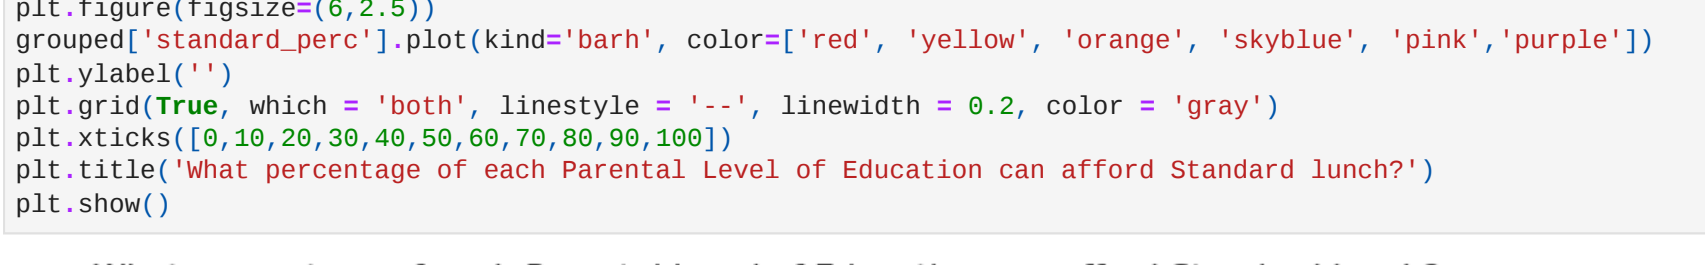 plt.figure(figsize=(6,2.5))
grouped['standard_perc'].plot(kind='barh', color=['red', 'yellow', 'orange', 'skyblue', 'pink','purple'])
plt.ylabel('')
plt.grid(True, which = 'both', linestyle = '--', linewidth = 0.2, color = 'gray')
plt.xticks([0,10,20,30,40,50,60,70,80,90,100])
plt.title('What percentage of each Parental Level of Education can afford Standard lunch?')
plt.show()